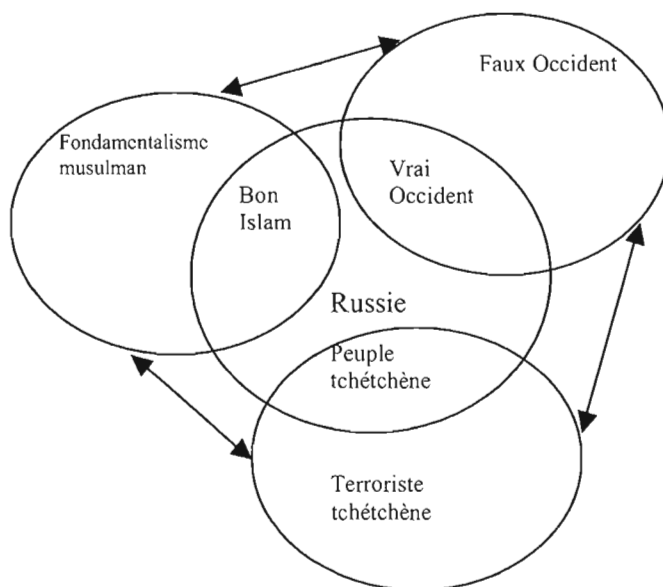 Faux Occident
Fondamentalisme
musulman
Vrai
Occident
Bon
Islam
Russie
Peuple
tchétchène
Terroriste
tchétchène